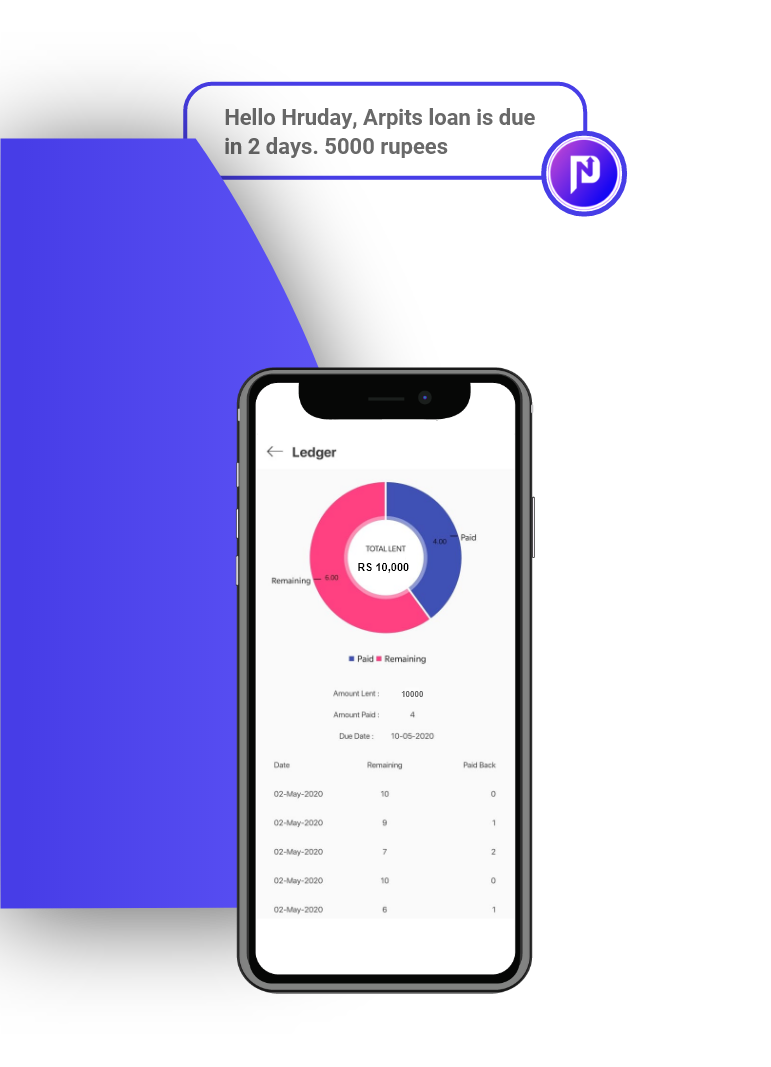 Hello Hruday, Arpits loan is due
in 2 days. 5000 rupees
Ledger
4.00 Paid
TOTAL LENT
RS 10,000
Remaining 6.00
Paid Remaining
Amount Lent : 10000
Amount Paid : 4
Due Date : 10-05-2020
Date Remaining Paid Back
02-May-2020 10 0
02-May-2020 9 1
02-May-2020 7 2
02-May-2020 10 0
02-May-2020 6 1